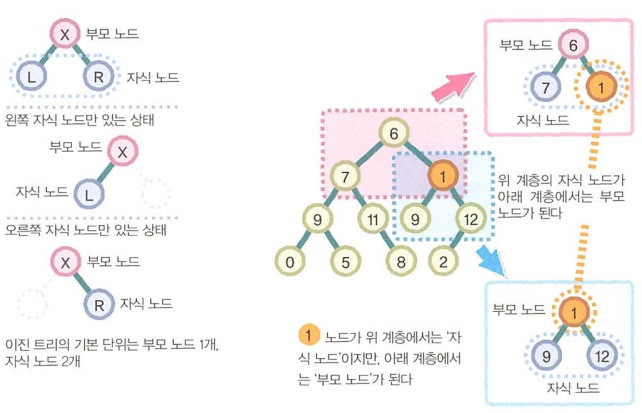 X 부모 노드
L R 자식 노드
왼쪽 자식 노드만 있는 상태
부모 노드 X
자식 노드 L
오른쪽 자식 노드만 있는 상태
X 부모 노드
R 자식 노드
이진 트리의 기본 단위는 부모 노드 1개,
자식 노드 2개
6
7 1
9 11 9 12
0 5 8 2
1 노드가 위 계층에서는 '자
식 노드'이지만, 아래 계층에서
는 '부모 노드'가 된다
부모 노드 6
7 1
자식 노드
위 계층의 자식 노드가
아래 계층에서는 부모
노드가 된다
부모 노드 1
9 12
자식 노드